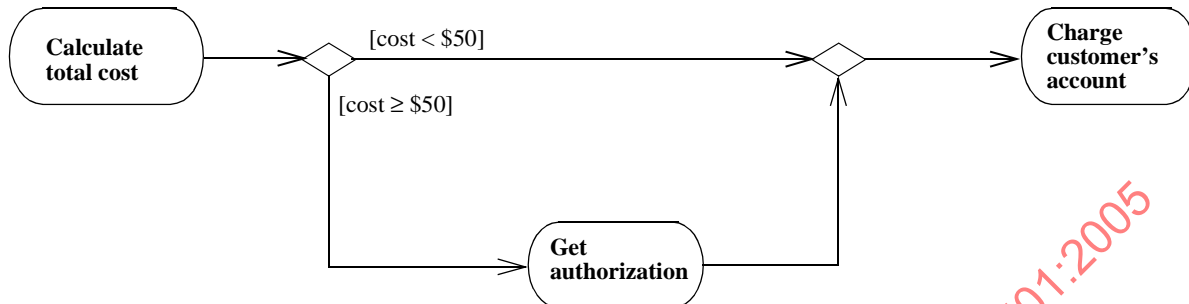 Calculate
total cost
[cost < $50]
Charge
customer’s
account
[cost ≥ $50]
Get
authorization
01:2005